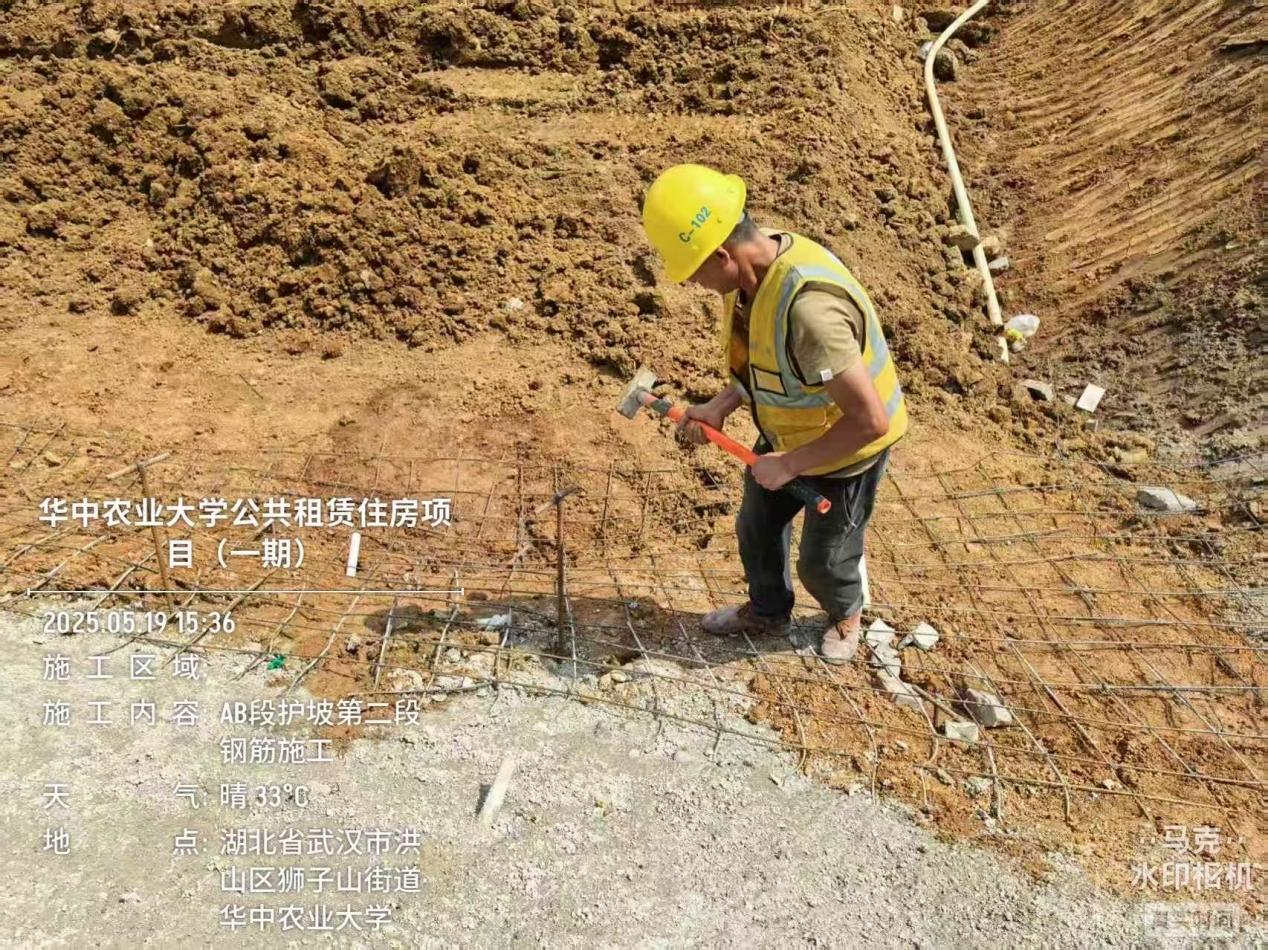 C-102
华中农业大学公共租赁住房项
目（一期）
2025.05.19 15:36
施工区域:
施工内容: AB段护坡第二段
钢筋施工
天气: 晴 33℃
地点: 湖北省武汉市洪
山区狮子山街道
华中农业大学
马克
水印相机